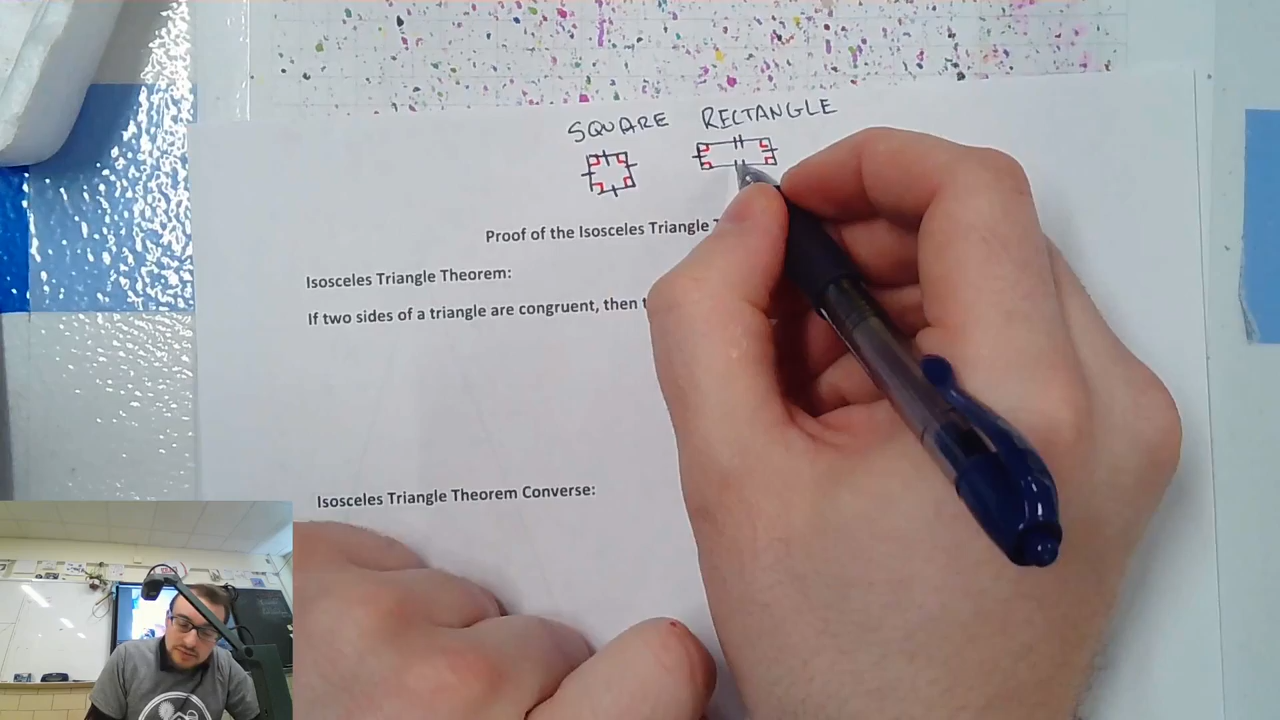 SQUARE RECTANGLE
Proof of the Isosceles Triangle
Isosceles Triangle Theorem:
If two sides of a triangle are congruent, then
Isosceles Triangle Theorem Converse: